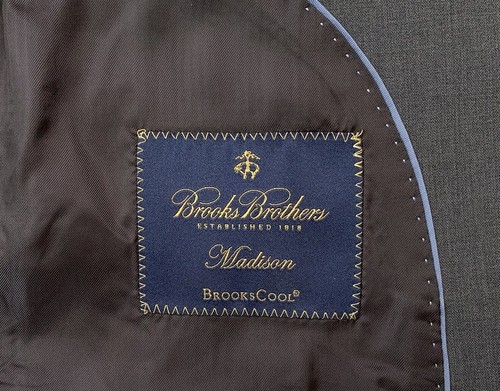 Brooks Brothers
ESTABLISHED 1818
Madison
BROOKSCOOL®